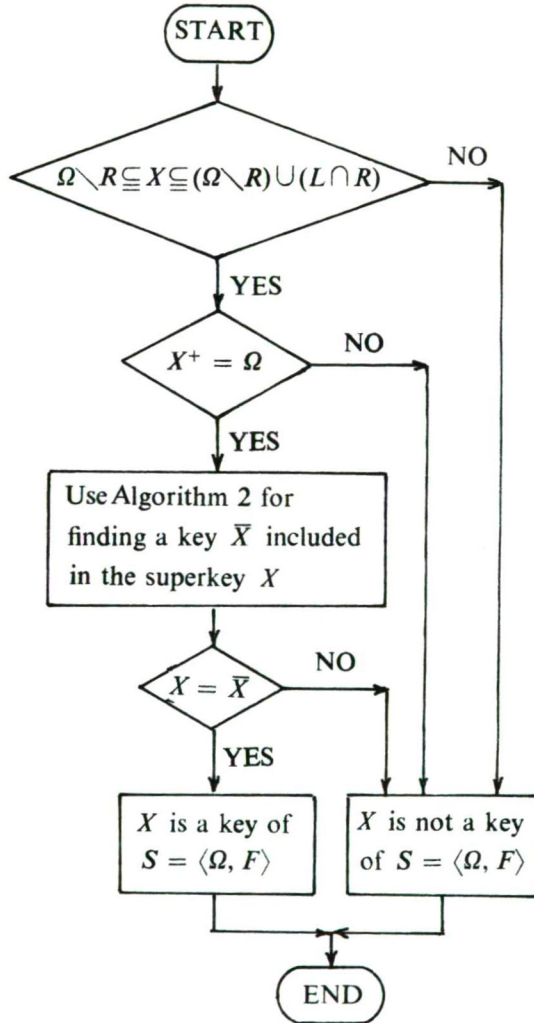 START
Ω∖R⊆X⊆(Ω∖R)∪(L∩R)
NO
YES
X⁺ = Ω
NO
YES
Use Algorithm 2 for
finding a key X̄ included
in the superkey X
X = X̄
NO
YES
X is a key of
S = ⟨Ω, F⟩
X is not a key
of S = ⟨Ω, F⟩
END